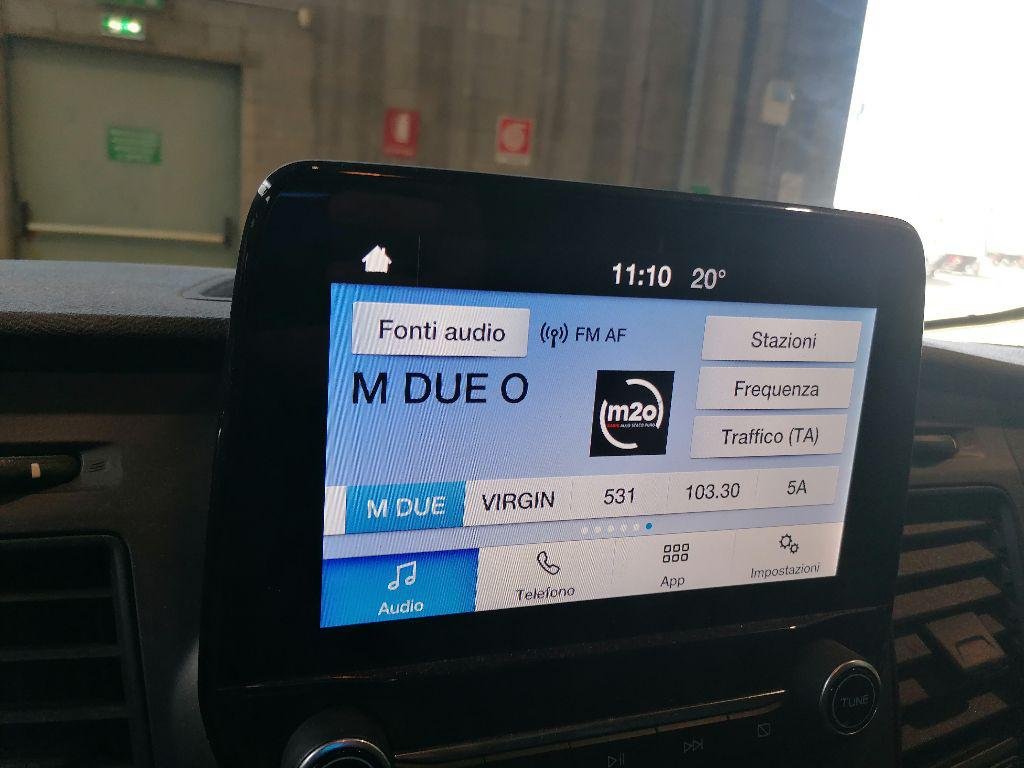 11:10 20°
Fonti audio
FM AF
Stazioni
M DUE O
m2o
Frequenza
Traffico (TA)
M DUE VIRGIN 531 103.30 5A
Audio Telefono App Impostazioni
TUNE